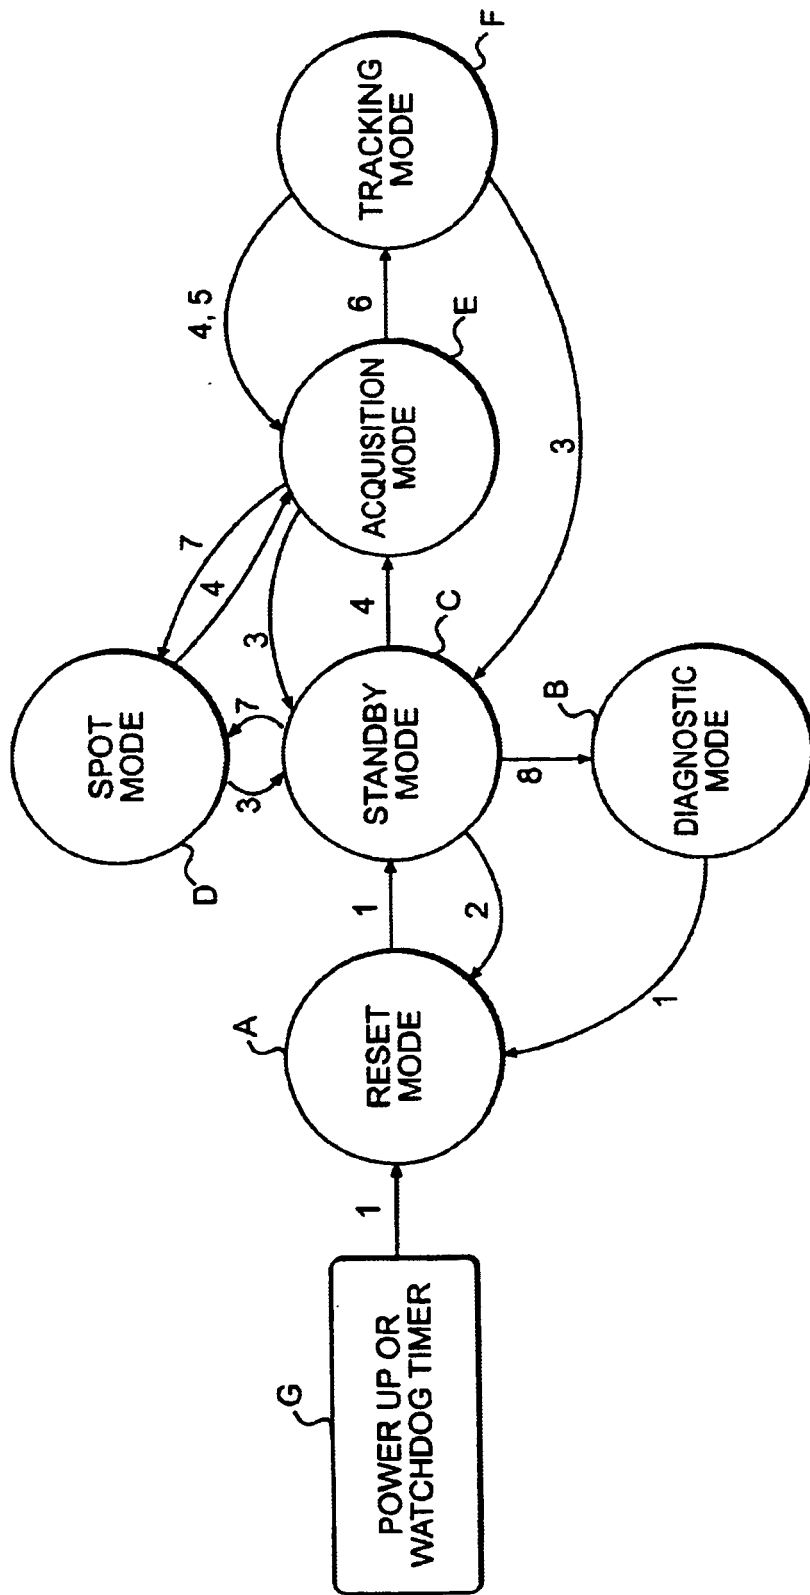 SPOT
MODE
D
7
4
3
7
3
4, 5
TRACKING
MODE
F
6
ACQUISITION
MODE
E
3
4
STANDBY
MODE
C
8
B
DIAGNOSTIC
MODE
1
2
1
A
RESET
MODE
1
G
POWER UP OR
WATCHDOG TIMER